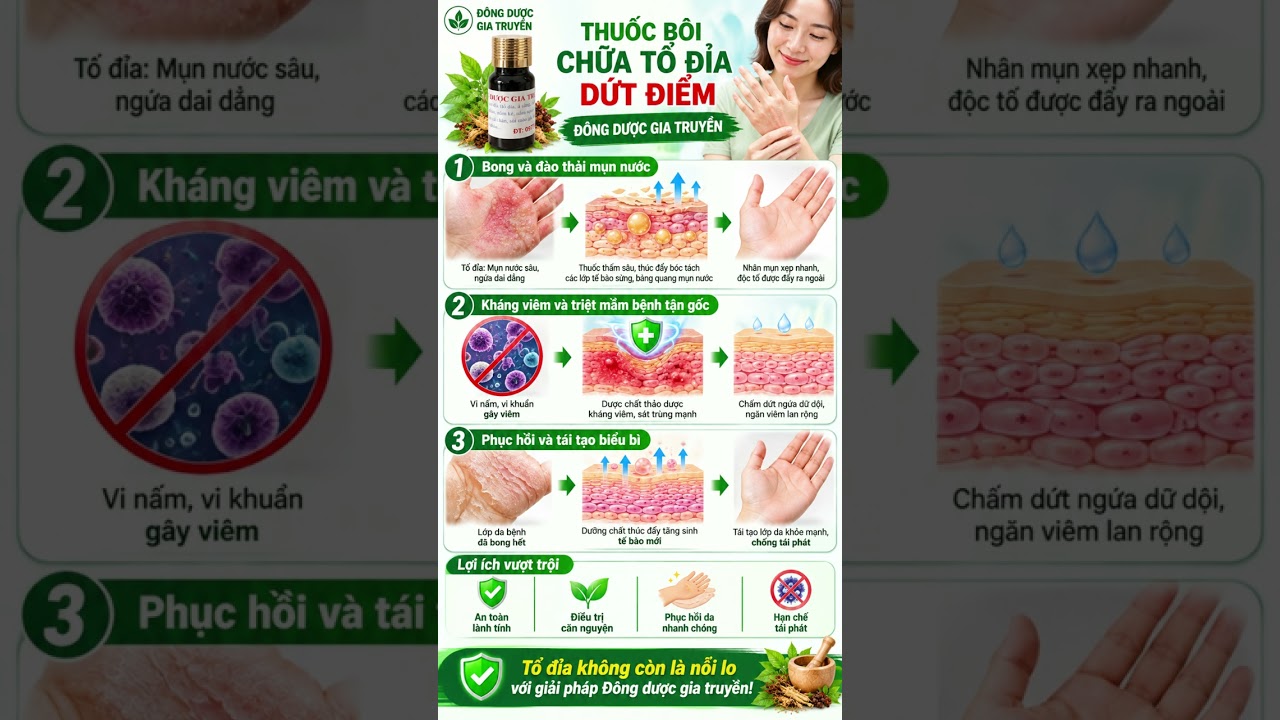 ĐÔNG DƯỢC
GIA TRUYỀN
THUỐC BÔI
CHỮA TỔ ĐỈA
DỨT ĐIỂM
ĐÔNG DƯỢC GIA TRUYỀN
DƯỢC GIA
1 Bong và đào thải mụn nước
Tổ đỉa: Mụn nước sâu,
ngứa dai dẳng
Thuốc thấm sâu, thúc đẩy bóc tách
các lớp tế bào sừng, bảng quang mụn nước
Nhân mụn xẹp nhanh,
độc tố được đẩy ra ngoài
2 Kháng viêm và triệt mầm bệnh tận gốc
Vi nấm, vi khuẩn
gây viêm
Dược chất thảo dược
kháng viêm, sát trùng mạnh
Chấm dứt ngứa dữ dội,
ngăn viêm lan rộng
3 Phục hồi và tái tạo biểu bì
Lớp da bệnh
đã bong hết
Dưỡng chất thúc đẩy tăng sinh
tế bào mới
Tái tạo lớp da khỏe mạnh,
chống tái phát
Lợi ích vượt trội
An toàn
lành tính
Điều trị
căn nguyện
Phục hồi da
nhanh chóng
Hạn chế
tái phát
Tổ đỉa không còn là nỗi lo
với giải pháp Đông dược gia truyền!
Tổ đỉa: Mụn nước sâu,
ngứa dai dẳng
các
2 Kháng viêm và t
Vi nấm, vi khuẩn
gây viêm
3 Phục hồi và tái t
Nhân mụn xẹp nhanh,
độc tố được đẩy ra ngoài
ốc
Chấm dứt ngứa dữ dội,
ngăn viêm lan rộng